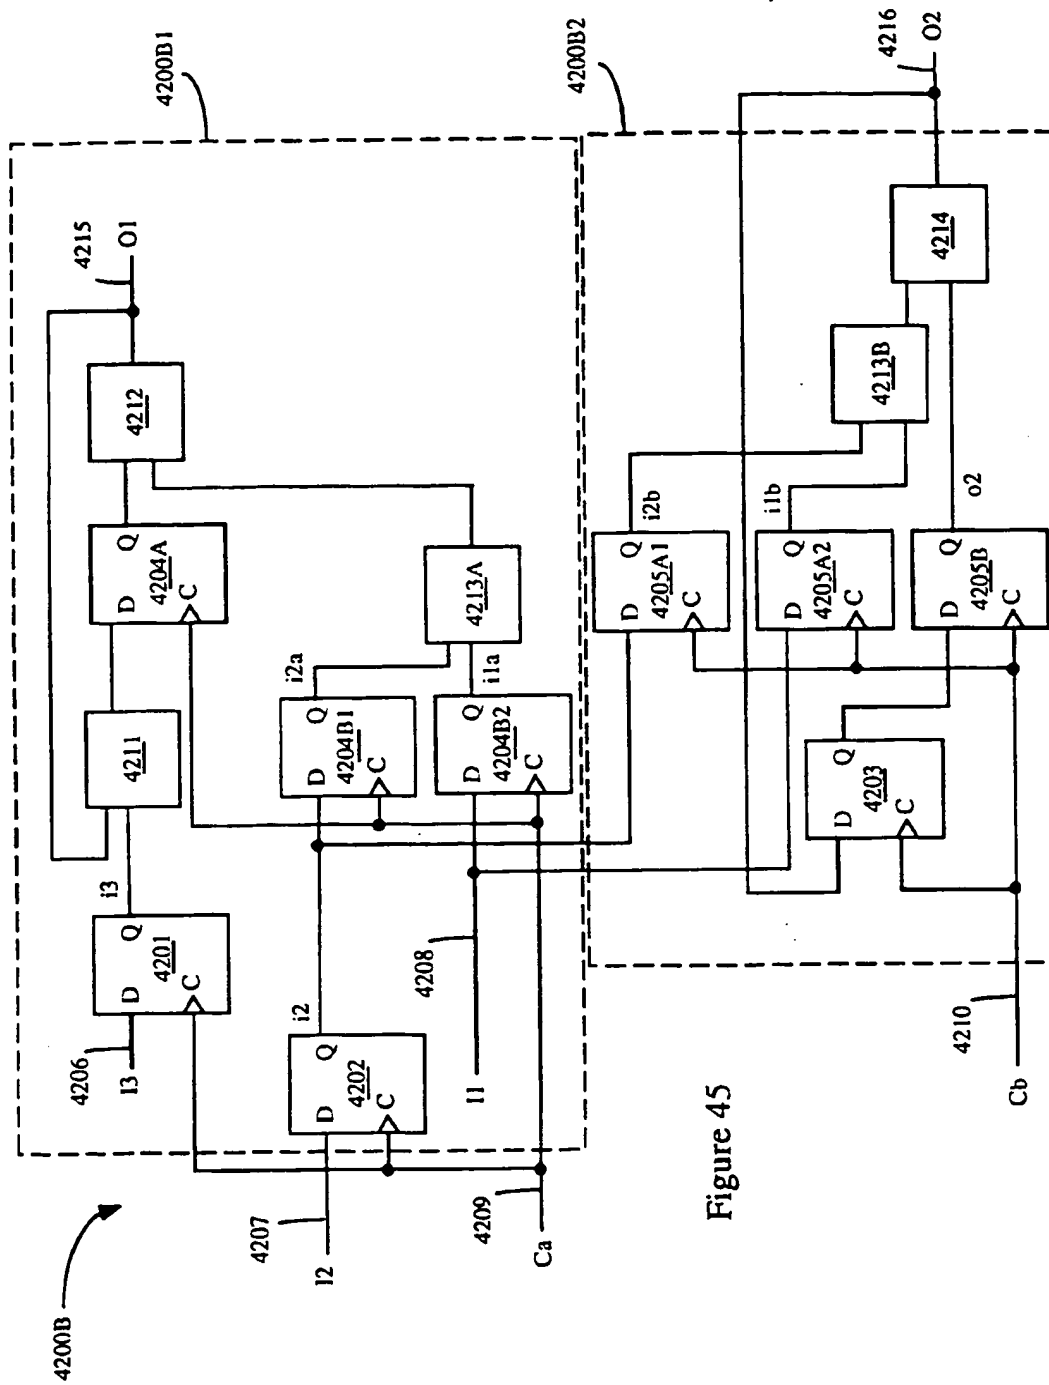 4200B
4200B1
4200B2
4206
I3
D
Q
4201
C
i3
4211
D
Q
4204A
C
4212
4215
O1
4207
I2
D
Q
4202
C
i2
4208
I1
D
Q
4204B1
C
i2a
D
Q
4204B2
C
i1a
4213A
4209
Ca
D
Q
4205A1
C
i2b
D
Q
4205A2
C
i1b
4213B
D
Q
4203
C
D
Q
4205B
C
o2
4214
4216
O2
4210
Cb
Figure 45